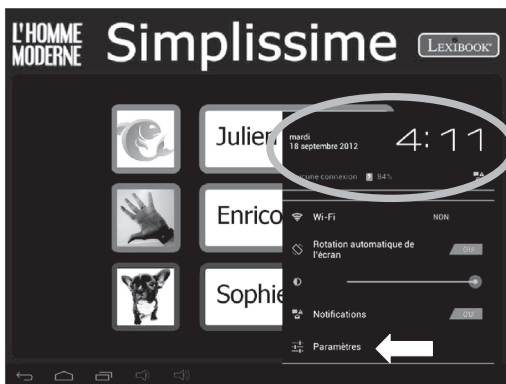 L'HOMME
MODERNE
Simplissime
LEXIBOOK
Julien
mardi
18 septembre 2012
4:11
Aucune connexion 84%
Enrico
Wi-Fi NON
Rotation automatique de
l'écran OUI
Sophie
Notifications OUI
Paramètres